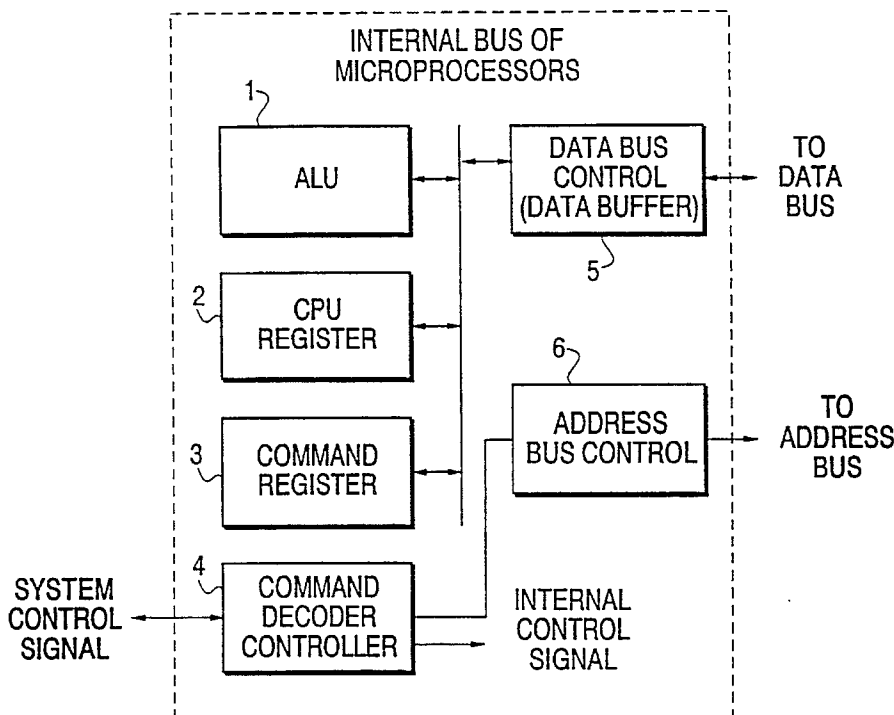 INTERNAL BUS OF
MICROPROCESSORS
1
ALU
DATA BUS
CONTROL
(DATA BUFFER)
5
TO
DATA
BUS
2
CPU
REGISTER
6
ADDRESS
BUS CONTROL
TO
ADDRESS
BUS
3
COMMAND
REGISTER
4
COMMAND
DECODER
CONTROLLER
SYSTEM
CONTROL
SIGNAL
INTERNAL
CONTROL
SIGNAL